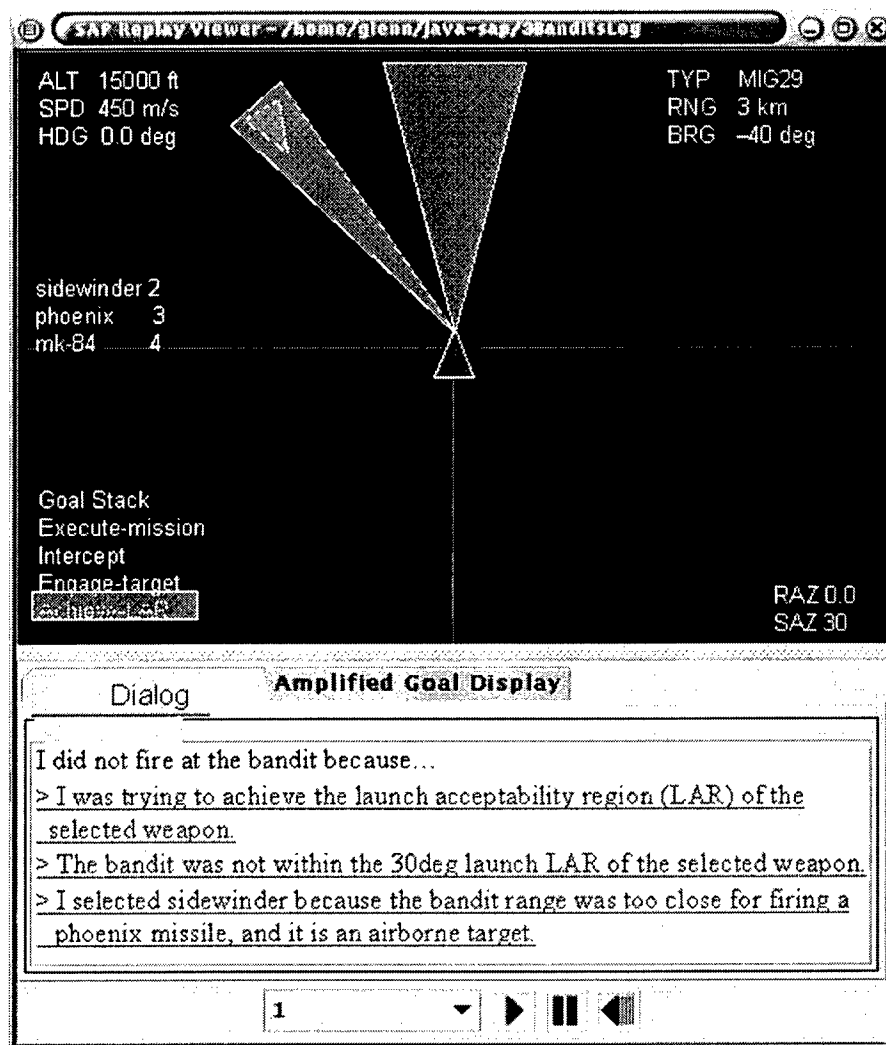 SAP Replay Viewer - /home/glenn/java-sap/3BanditsLog
ALT 15000 ft
SPD 450 m/s
HDG 0.0 deg
TYP MIG29
RNG 3 km
BRG -40 deg
sidewinder 2
phoenix 3
mk-84 4
Goal Stack
Execute-mission
Intercept
Engage-target
RAZ 0.0
SAZ 30
Dialog
Amplified Goal Display
I did not fire at the bandit because...
> I was trying to achieve the launch acceptability region (LAR) of the
selected weapon.
> The bandit was not within the 30deg launch LAR of the selected weapon.
> I selected sidewinder because the bandit range was too close for firing a
phoenix missile, and it is an airborne target.
1